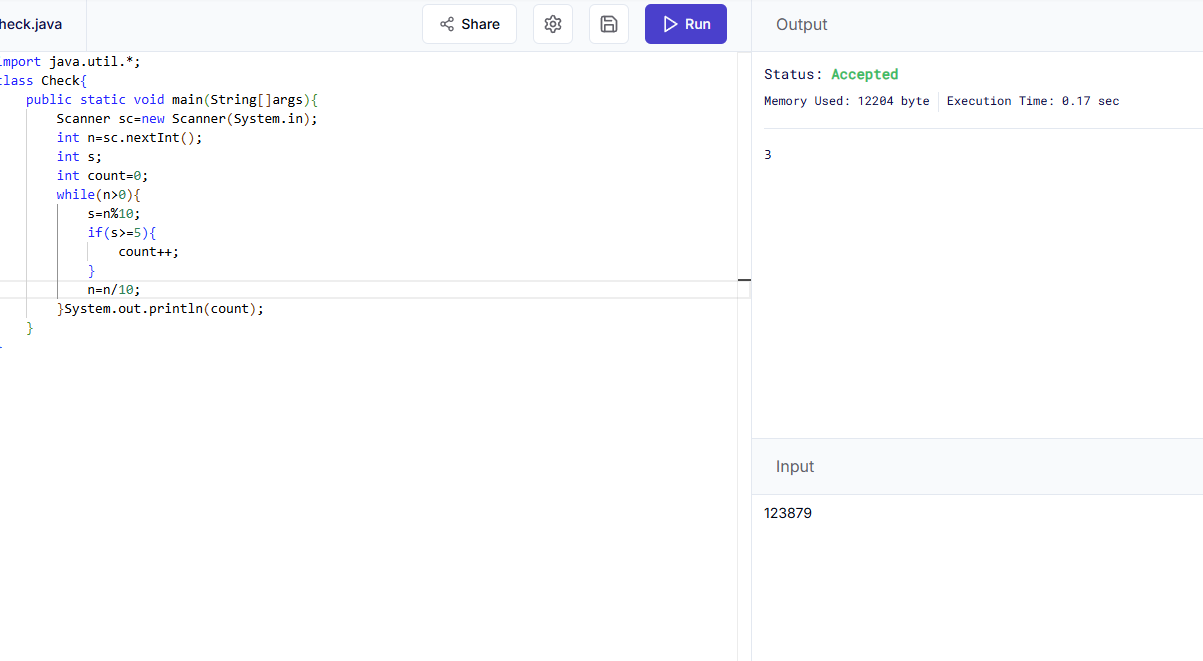 heck.java
Share
Run
Output
mport java.util.*;
class Check{
public static void main(String[]args){
Scanner sc=new Scanner(System.in);
int n=sc.nextInt();
int s;
int count=0;
while(n>0){
s=n%10;
if(s>=5){
count++;
}
n=n/10;
}System.out.println(count);
}
Status: Accepted
Memory Used: 12204 byte Execution Time: 0.17 sec
3
Input
123879